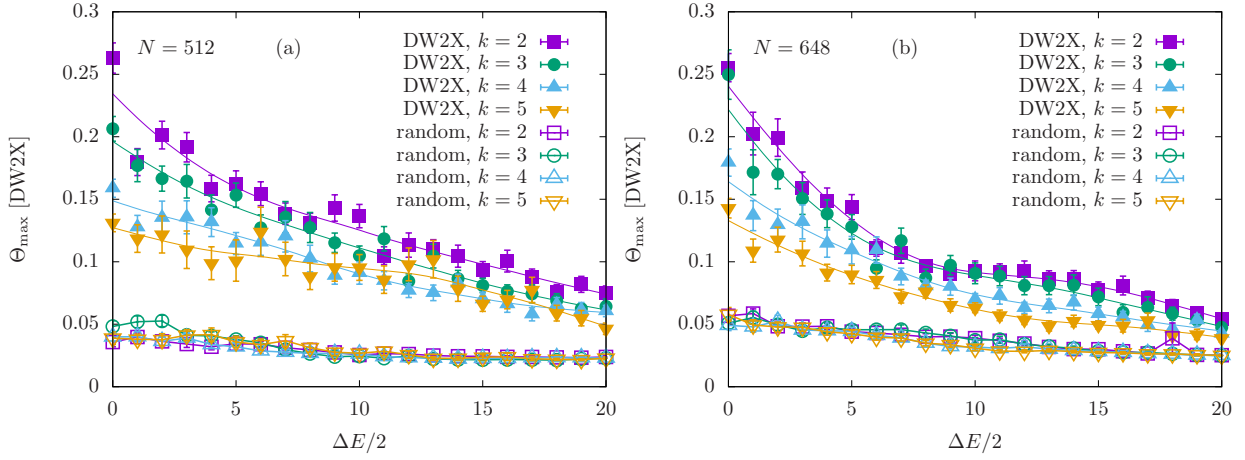 N = 512
(a)
DW2X, k = 2
DW2X, k = 3
DW2X, k = 4
DW2X, k = 5
random, k = 2
random, k = 3
random, k = 4
random, k = 5
Θmax [DW2X]
0.3
0.25
0.2
0.15
0.1
0.05
0
0 5 10 15 20
ΔE/2
N = 648
(b)
DW2X, k = 2
DW2X, k = 3
DW2X, k = 4
DW2X, k = 5
random, k = 2
random, k = 3
random, k = 4
random, k = 5
Θmax [DW2X]
0.3
0.25
0.2
0.15
0.1
0.05
0
0 5 10 15 20
ΔE/2